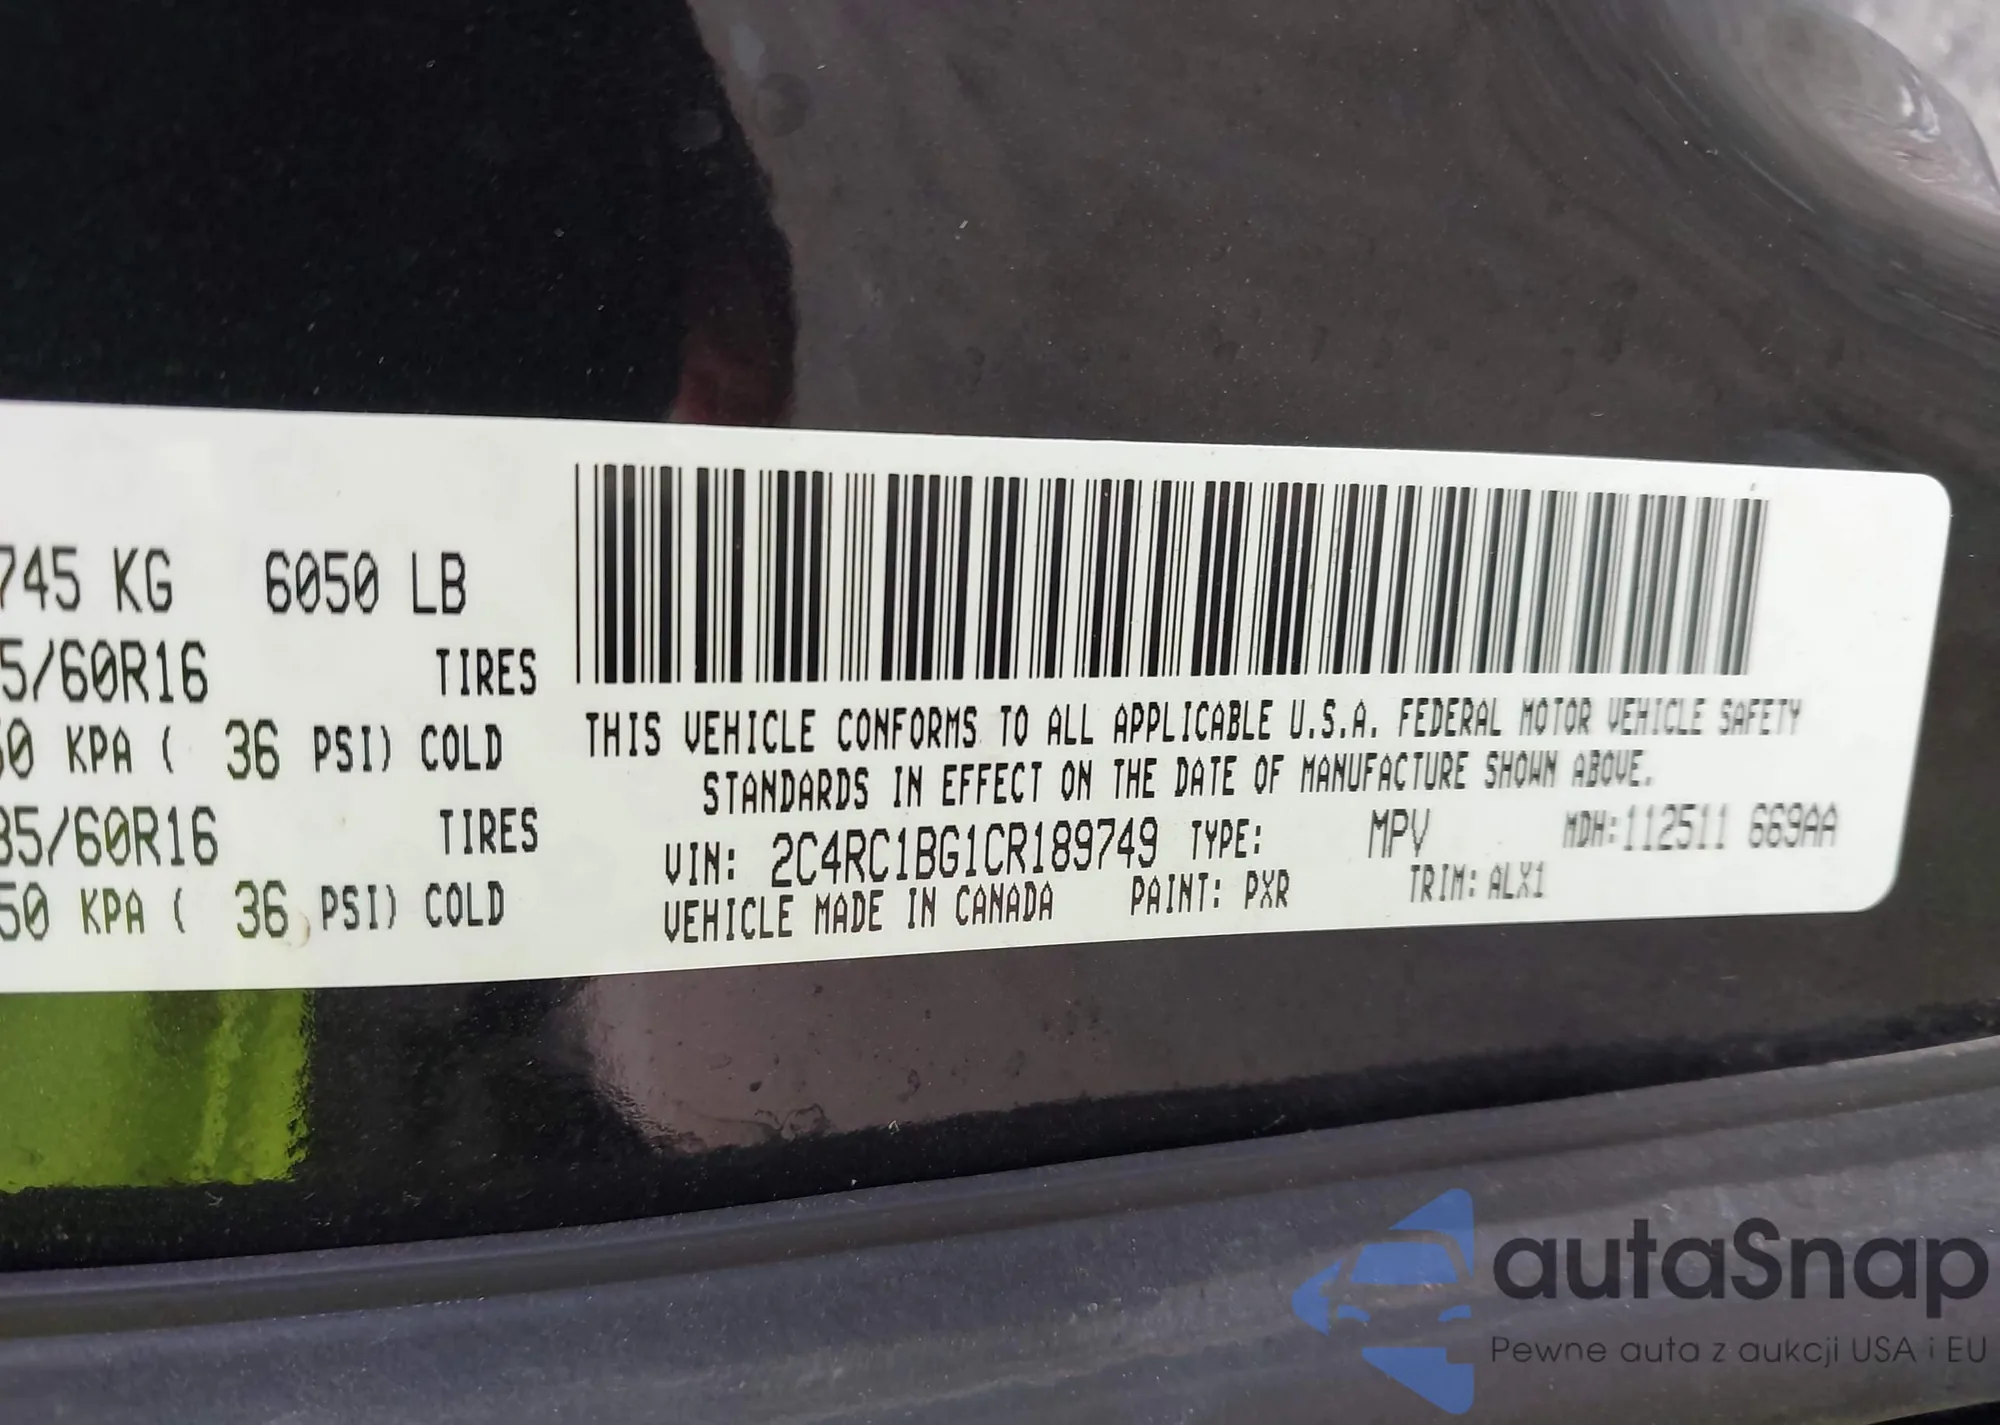 745 KG 6050 LB
5/60R16 TIRES
50 KPA ( 36 PSI) COLD
35/60R16 TIRES
50 KPA ( 36 PSI) COLD
THIS VEHICLE CONFORMS TO ALL APPLICABLE U.S.A. FEDERAL MOTOR VEHICLE SAFETY
STANDARDS IN EFFECT ON THE DATE OF MANUFACTURE SHOWN ABOVE.
VIN: 2C4RC1BG1CR189749 TYPE: MPV MDH:112511 669AA
VEHICLE MADE IN CANADA PAINT: PXR TRIM: ALX1
autaSnap
Pewne auta z aukcji USA i EU